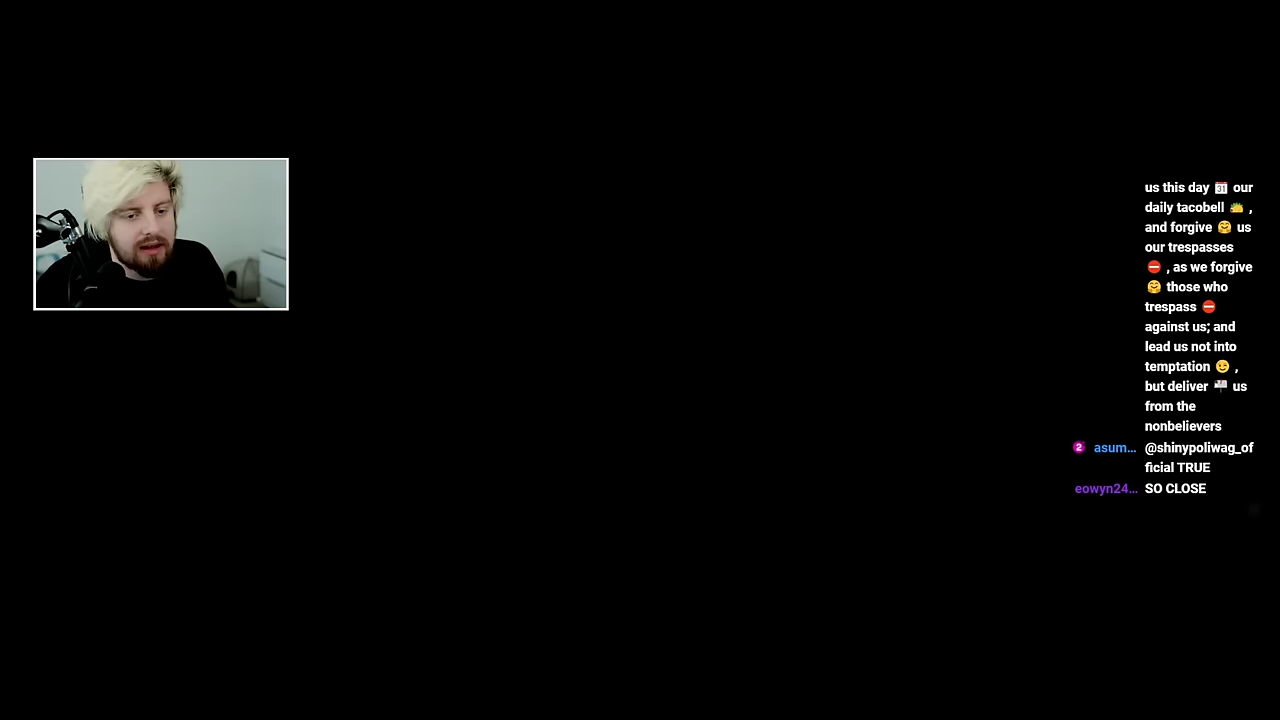 us this day 📅 our
daily tacobell 🌮 ,
and forgive 🤗 us
our trespasses
⛔ , as we forgive
🤗 those who
trespass ⛔
against us; and
lead us not into
temptation 😉 ,
but deliver 📬 us
from the
nonbelievers
2 asum... @shinypoliwag_of
ficial TRUE
eowyn24... SO CLOSE